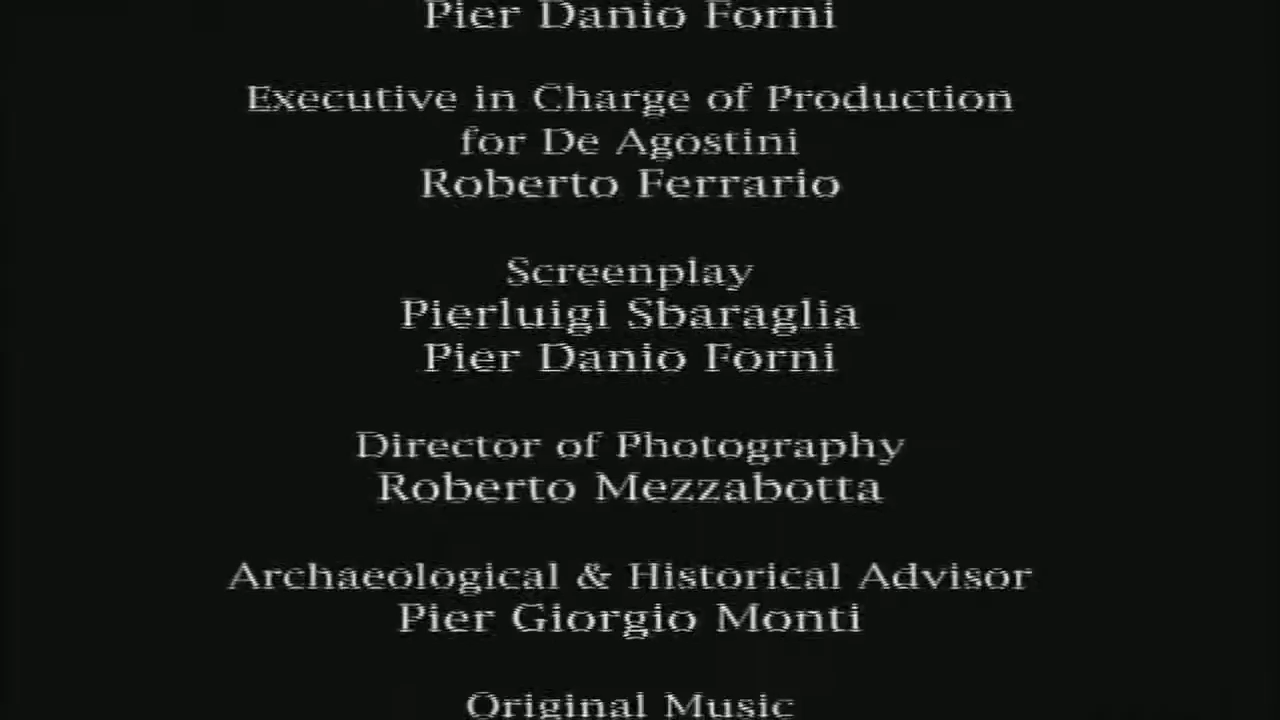 Pier Danio Forni
Executive in Charge of Production
for De Agostini
Roberto Ferrario
Screenplay
Pierluigi Sbaraglia
Pier Danio Forni
Director of Photography
Roberto Mezzabotta
Archaeological & Historical Advisor
Pier Giorgio Monti
Original Music